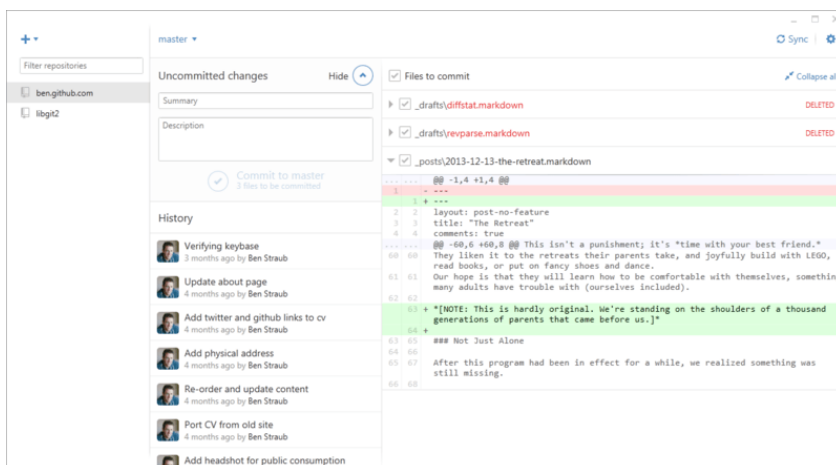 master
Sync
Filter repositories
ben.github.com
libgit2
Uncommitted changes
Hide
Summary
Description
Commit to master
3 files to be committed
History
Verifying keybase
3 months ago by Ben Straub
Update about page
4 months ago by Ben Straub
Add twitter and github links to cv
4 months ago by Ben Straub
Add physical address
4 months ago by Ben Straub
Re-order and update content
4 months ago by Ben Straub
Port CV from old site
4 months ago by Ben Straub
Add headshot for public consumption
Files to commit
Collapse all
_drafts\diffstat.markdown
DELETED
_drafts\revparse.markdown
DELETED
_posts\2013-12-13-the-retreat.markdown
... ... @@ -1,4 +1,4 @@
1 - ---
1 + ---
2 2 layout: post-no-feature
3 3 title: "The Retreat"
4 4 comments: true
... ... @@ -60,6 +60,8 @@ This isn't a punishment; it's *time with your best friend.*
60 60 They liken it to the retreats their parents take, and joyfully build with LEGO,
read books, or put on fancy shoes and dance.
61 61 Our hope is that they will learn how to be comfortable with themselves, somethin
many adults have trouble with (ourselves included).
62 62
63 + *[NOTE: This is hardly original. We're standing on the shoulders of a thousand
generations of parents that came before us.]*
64 +
63 65 ### Not Just Alone
64 66
65 67 After this program had been in effect for a while, we realized something was
still missing.
66 68